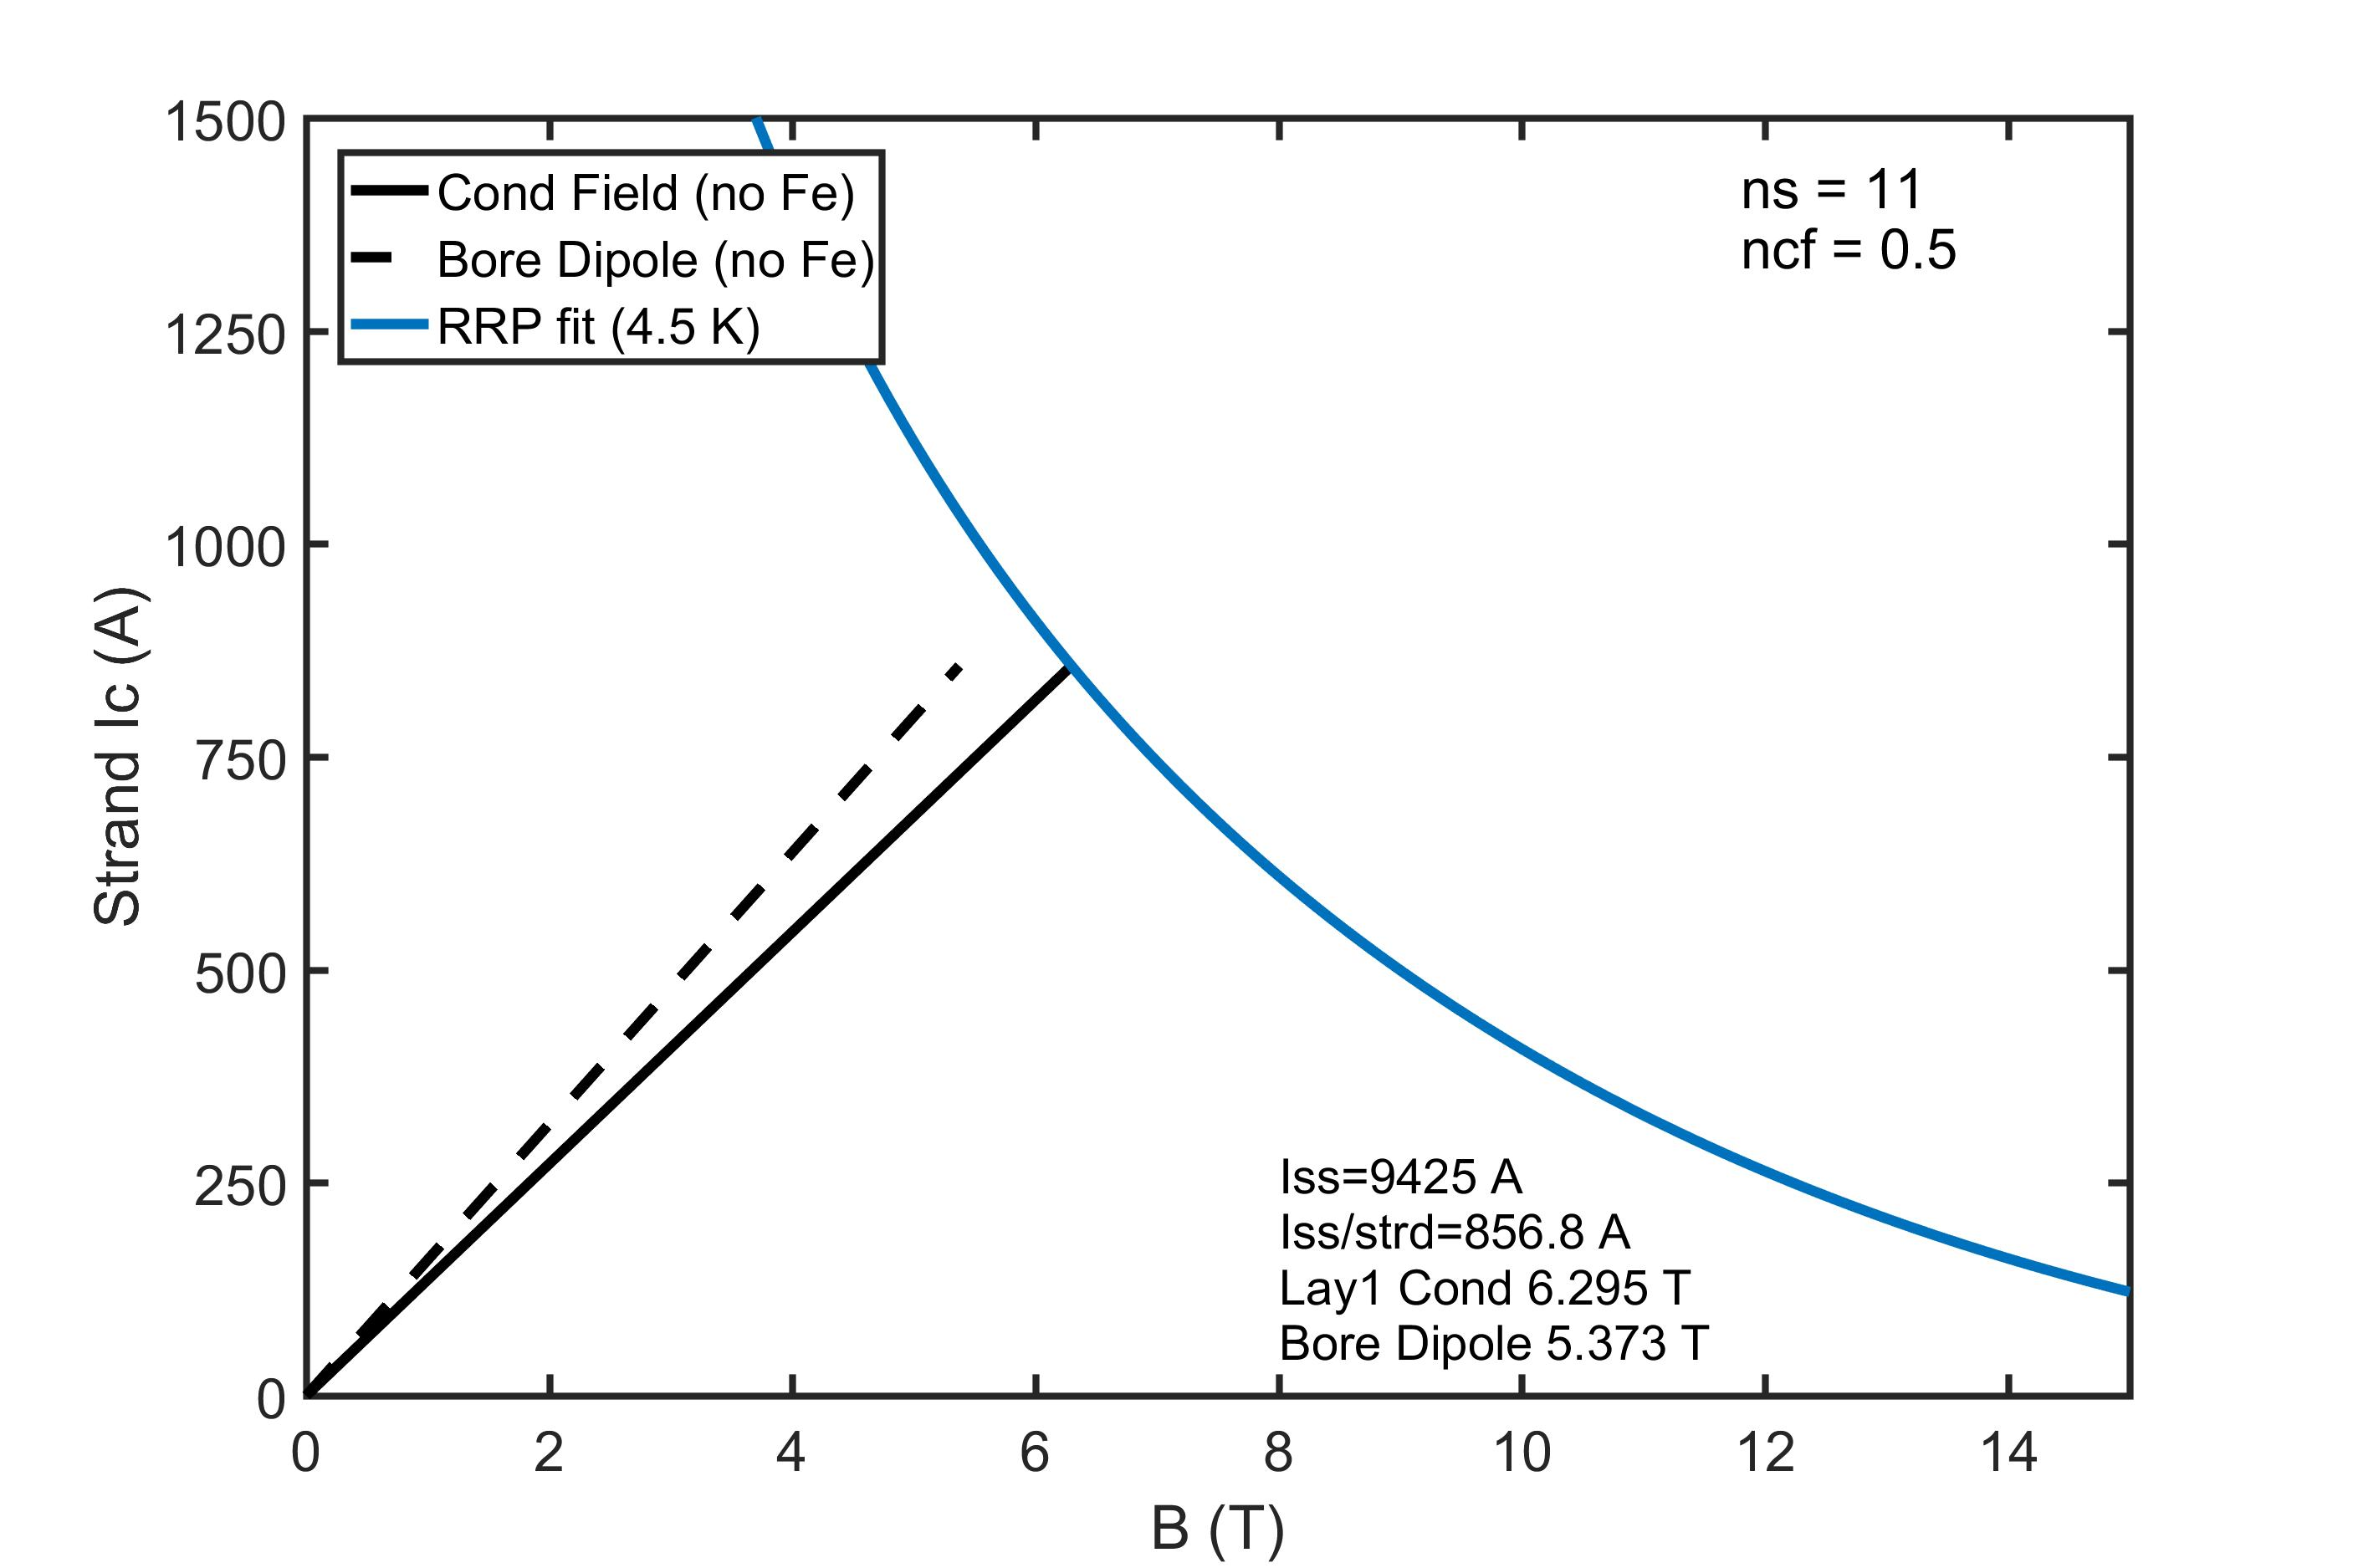 1500
1250
1000
750
500
250
0
Strand Ic (A)
Cond Field (no Fe)
Bore Dipole (no Fe)
RRP fit (4.5 K)
ns = 11
ncf = 0.5
Iss=9425 A
Iss/strd=856.8 A
Lay1 Cond 6.295 T
Bore Dipole 5.373 T
0 2 4 6 8 10 12 14
B (T)